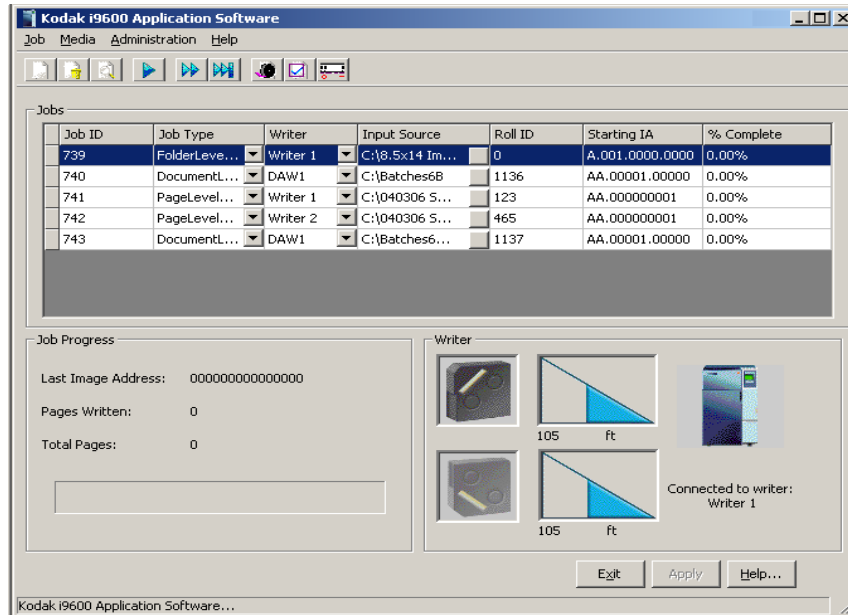 Kodak i9600 Application Software
Job Media Administration Help
Jobs
Job ID Job Type Writer Input Source Roll ID Starting IA % Complete
739 FolderLeve... Writer 1 C:\8.5x14 Im... 0 A.001.0000.0000 0.00%
740 DocumentL... DAW1 C:\Batches6B 1136 AA.00001.00000 0.00%
741 PageLevel... Writer 1 C:\040306 S... 123 AA.000000001 0.00%
742 PageLevel... Writer 2 C:\040306 S... 465 AA.000000001 0.00%
743 DocumentL... DAW1 C:\Batches6... 1137 AA.00001.00000 0.00%
Job Progress
Last Image Address: 000000000000000
Pages Written: 0
Total Pages: 0
Writer
105 ft
105 ft
Connected to writer:
Writer 1
Exit Apply Help...
Kodak i9600 Application Software...